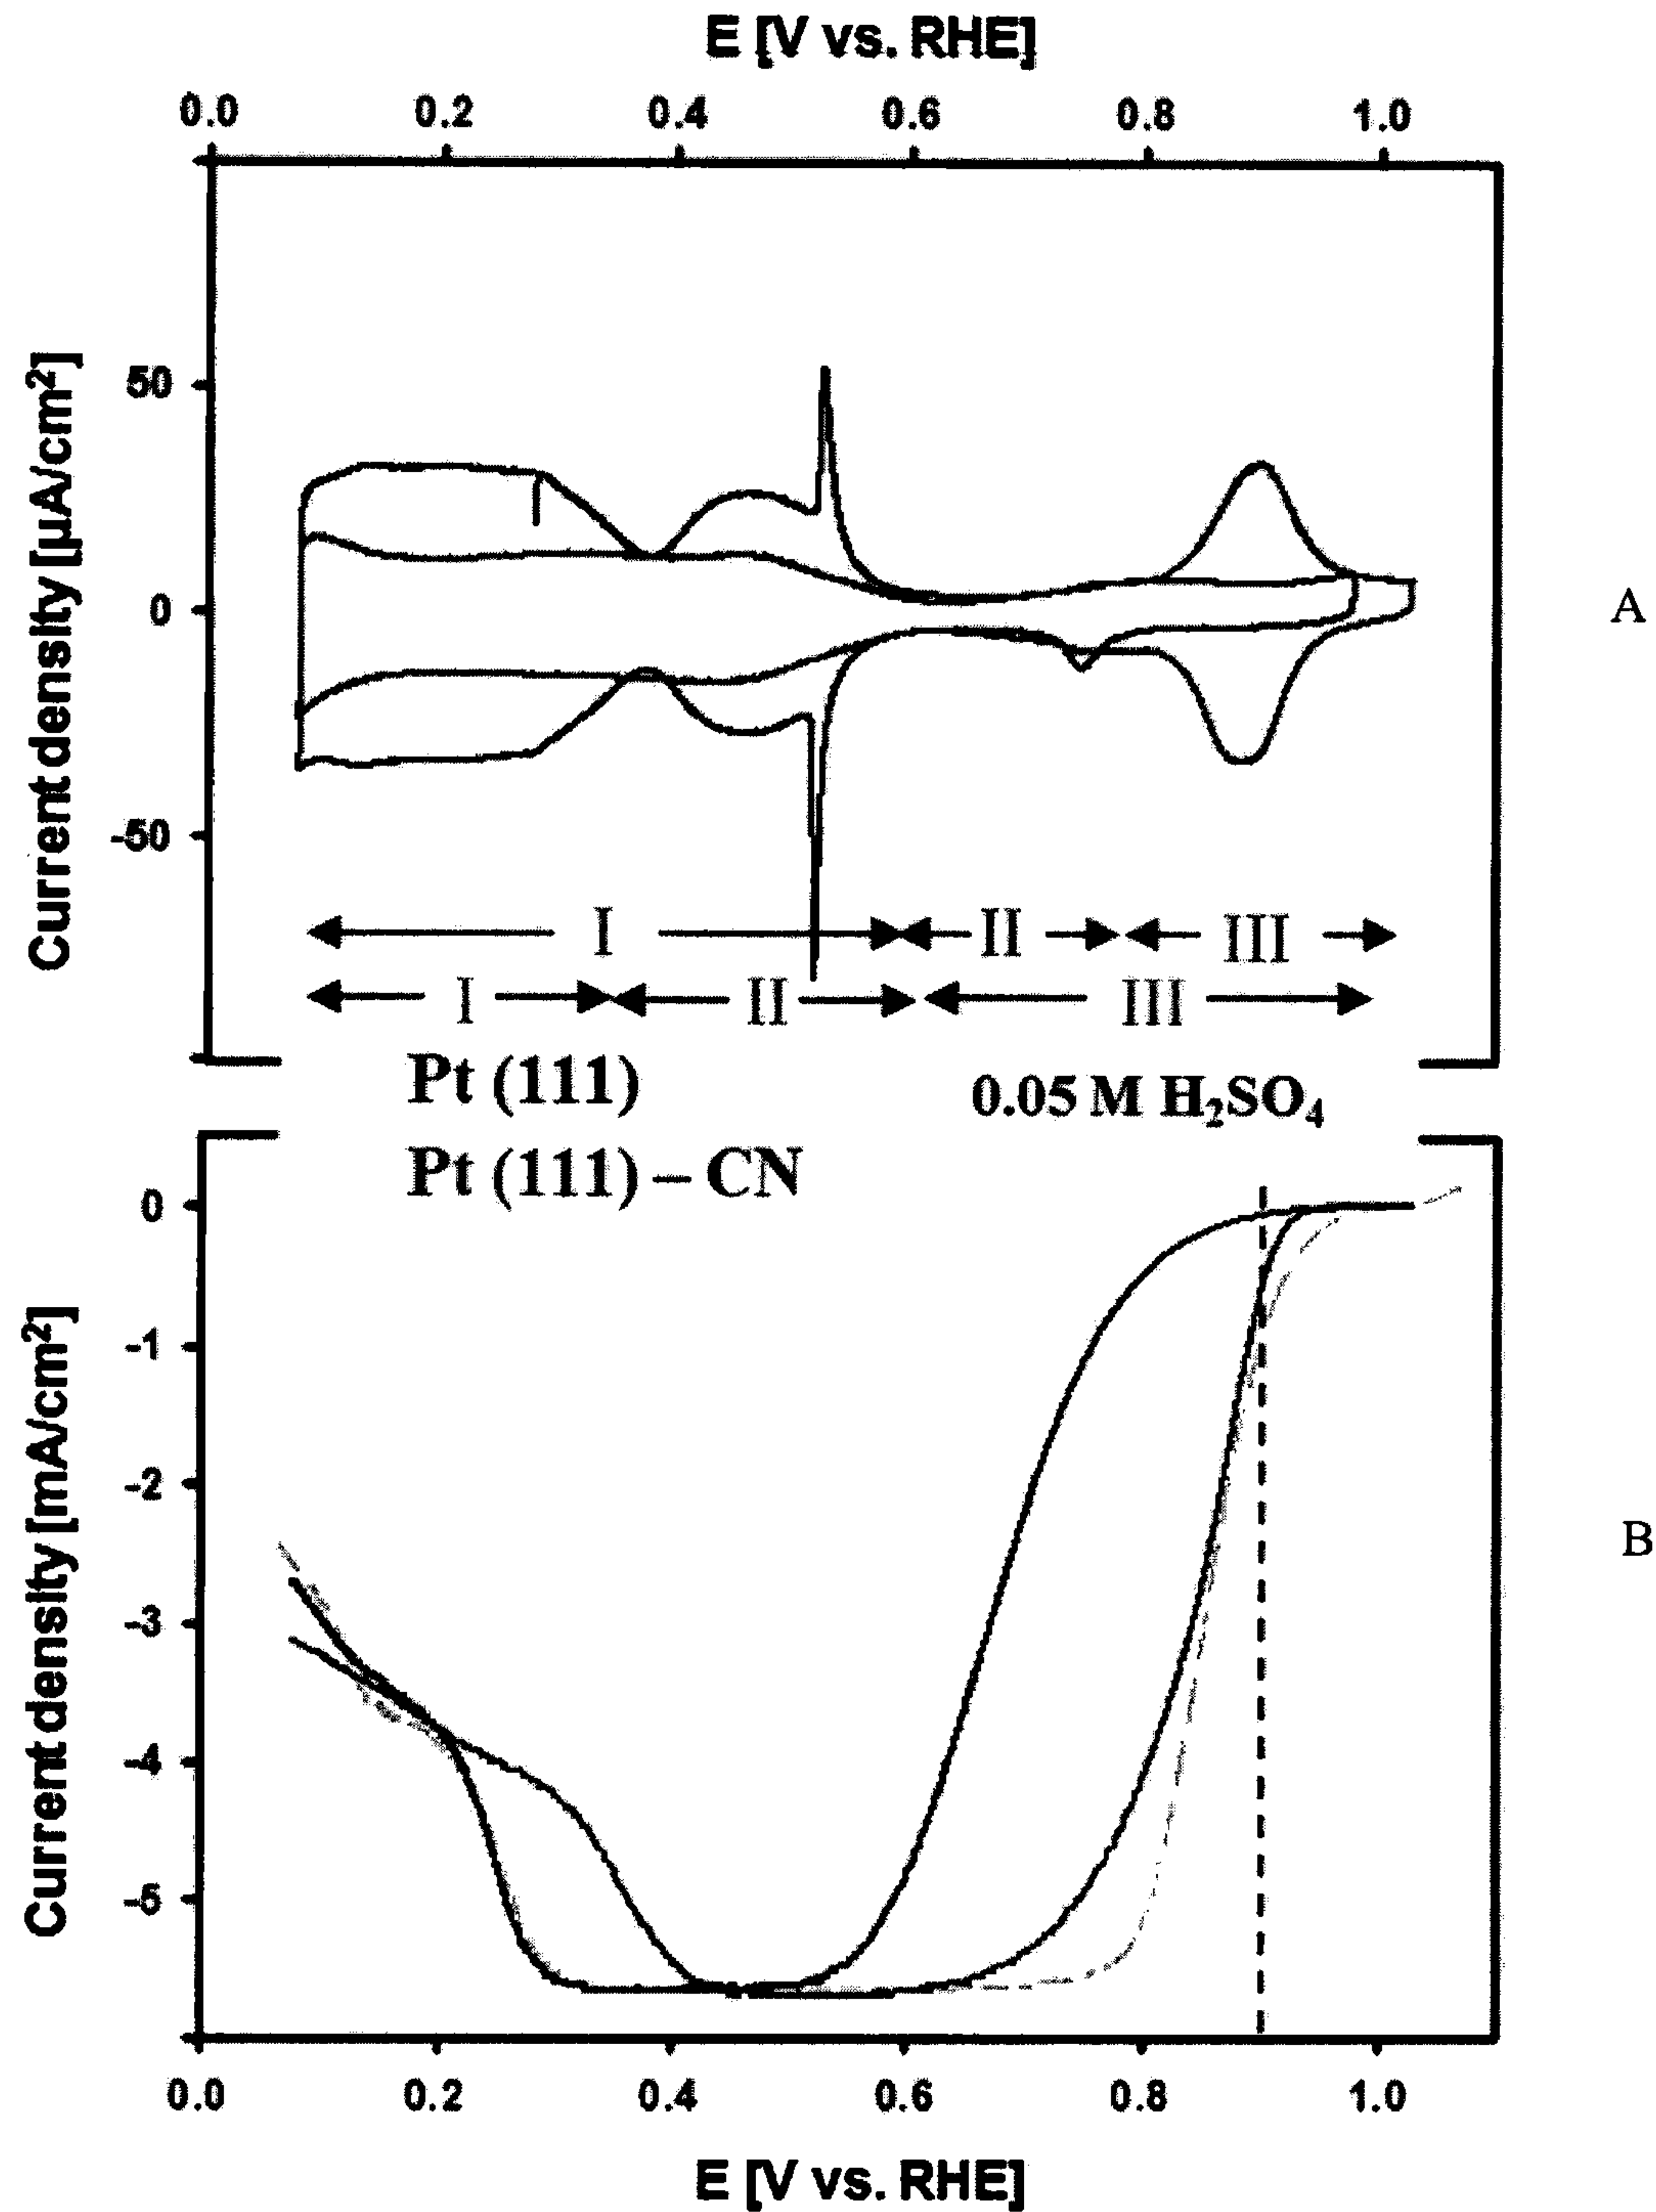 E [V vs. RHE]
0.0 0.2 0.4 0.6 0.8 1.0
Current density [µA/cm²]
50
0
-50
A
I II III
I II III
Pt (111)
0.05 M H₂SO₄
Pt (111) – CN
Current density [mA/cm²]
0
-1
-2
-3
-4
-5
B
0.0 0.2 0.4 0.6 0.8 1.0
E [V vs. RHE]